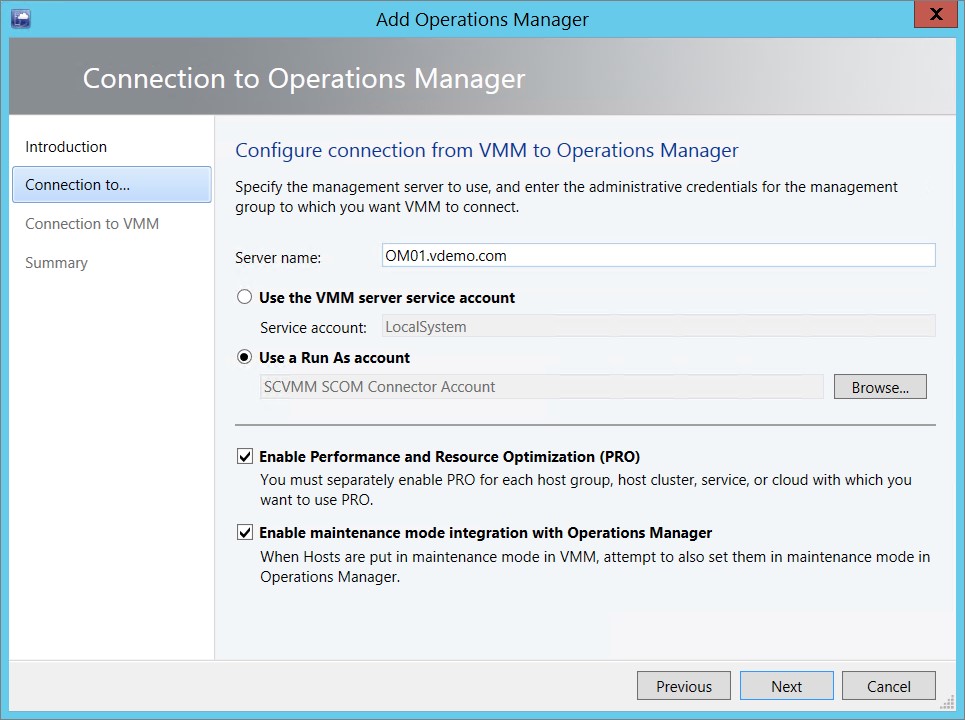 Add Operations Manager
X
Connection to Operations Manager
Introduction
Connection to...
Connection to VMM
Summary
Configure connection from VMM to Operations Manager
Specify the management server to use, and enter the administrative credentials for the management
group to which you want VMM to connect.
Server name: OM01.vdemo.com
Use the VMM server service account
Service account: LocalSystem
Use a Run As account
SCVMM SCOM Connector Account Browse...
Enable Performance and Resource Optimization (PRO)
You must separately enable PRO for each host group, host cluster, service, or cloud with which you
want to use PRO.
Enable maintenance mode integration with Operations Manager
When Hosts are put in maintenance mode in VMM, attempt to also set them in maintenance mode in
Operations Manager.
Previous Next Cancel